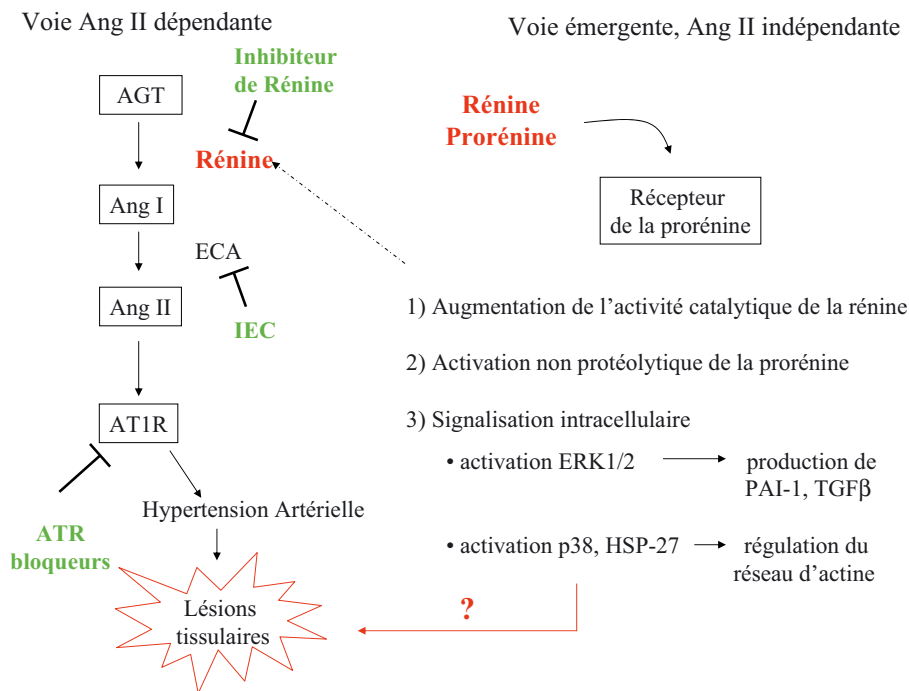 Voie Ang II dépendante
Inhibiteur
de Rénine
AGT
Rénine
Ang I
ECA
Ang II
IEC
AT1R
Hypertension Artérielle
ATR
bloqueurs
Lésions
tissulaires
Voie émergente, Ang II indépendante
Rénine
Prorénine
Récepteur
de la prorénine
1) Augmentation de l’activité catalytique de la rénine
2) Activation non protéolytique de la prorénine
3) Signalisation intracellulaire
• activation ERK1/2
production de
PAI-1, TGFβ
• activation p38, HSP-27
régulation du
réseau d’actine
?